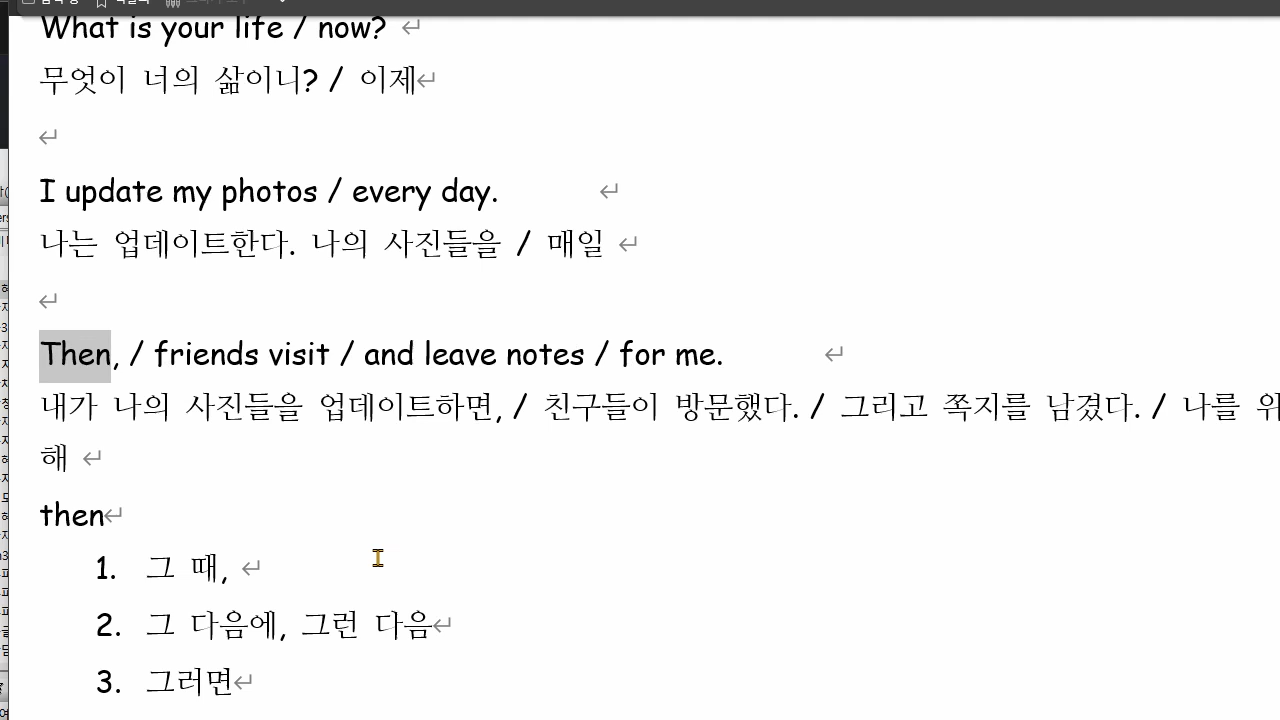 What is your life / now?
무엇이 너의 삶이니? / 이제
I update my photos / every day.
나는 업데이트한다. 나의 사진들을 / 매일
Then, / friends visit / and leave notes / for me.
내가 나의 사진들을 업데이트하면, / 친구들이 방문했다. / 그리고 쪽지를 남겼다. / 나를 위
해
then
1. 그 때,
2. 그 다음에, 그런 다음
3. 그러면